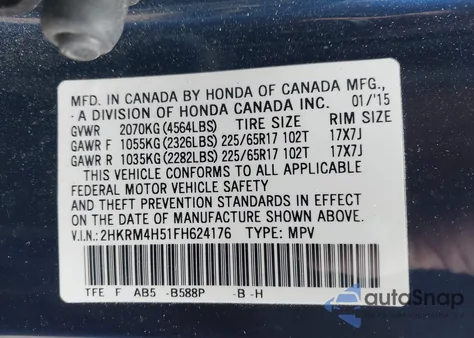 MFD. IN CANADA BY HONDA OF CANADA MFG.,
- A DIVISION OF HONDA CANADA INC. 01/'15
GVWR 2070KG (4564LBS) TIRE SIZE RIM SIZE
GAWR F 1055KG (2326LBS) 225/65R17 102T 17X7J
GAWR R 1035KG (2282LBS) 225/65R17 102T 17X7J
THIS VEHICLE CONFORMS TO ALL APPLICABLE
FEDERAL MOTOR VEHICLE SAFETY
AND THEFT PREVENTION STANDARDS IN EFFECT
ON THE DATE OF MANUFACTURE SHOWN ABOVE.
V.I.N.: 2HKRM4H51FH624176 TYPE: MPV
TFE F AB5 -B588P -B -H
autoSnap